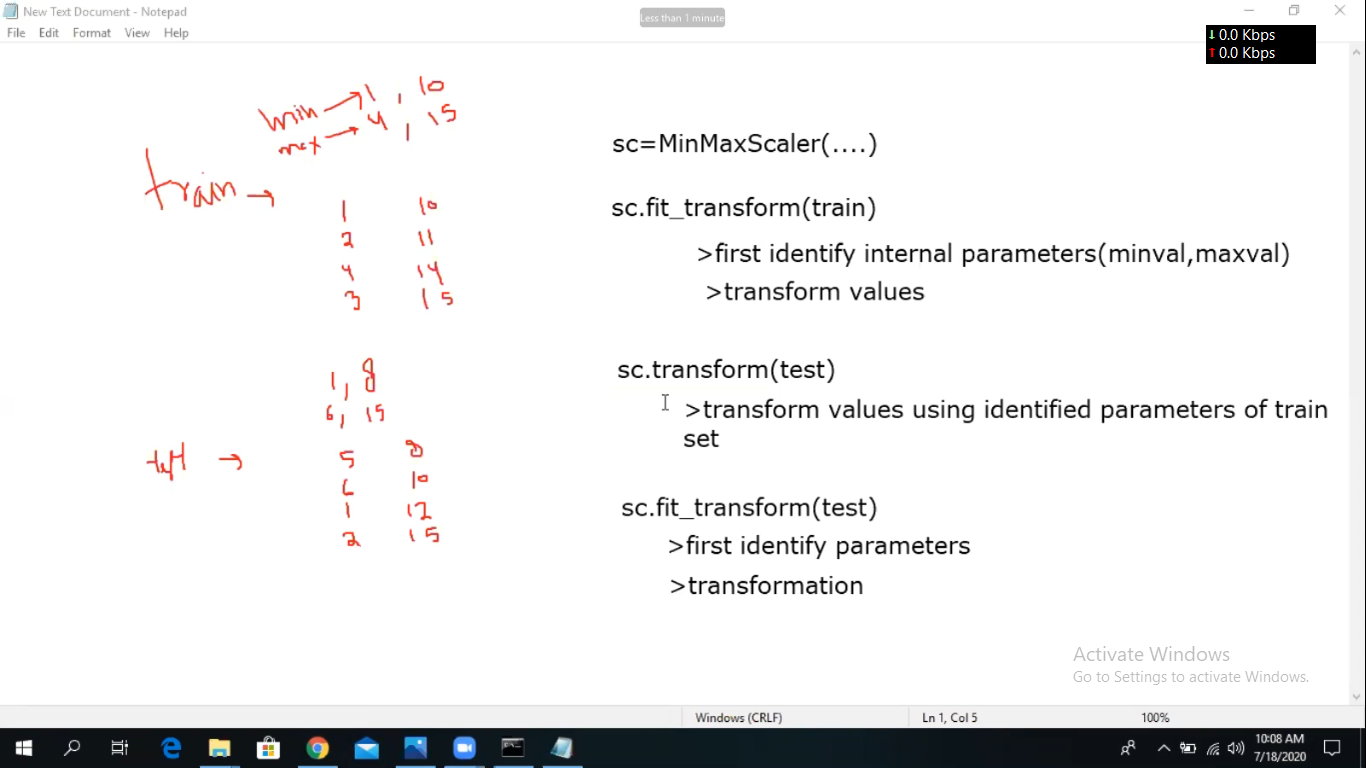 New Text Document - Notepad
Less than 1 minute
File Edit Format View Help
↓ 0.0 Kbps
↑ 0.0 Kbps
min → 1 , 10
max → 4 , 15
train →
1 10
2 11
4 14
3 15
1, 8
6, 15
test →
5 8
6 10
1 12
2 15
sc=MinMaxScaler(....)
sc.fit_transform(train)
>first identify internal parameters(minval,maxval)
>transform values
sc.transform(test)
>transform values using identified parameters of train
set
sc.fit_transform(test)
>first identify parameters
>transformation
Activate Windows
Go to Settings to activate Windows.
Windows (CRLF) Ln 1, Col 5 100%
10:08 AM
7/18/2020